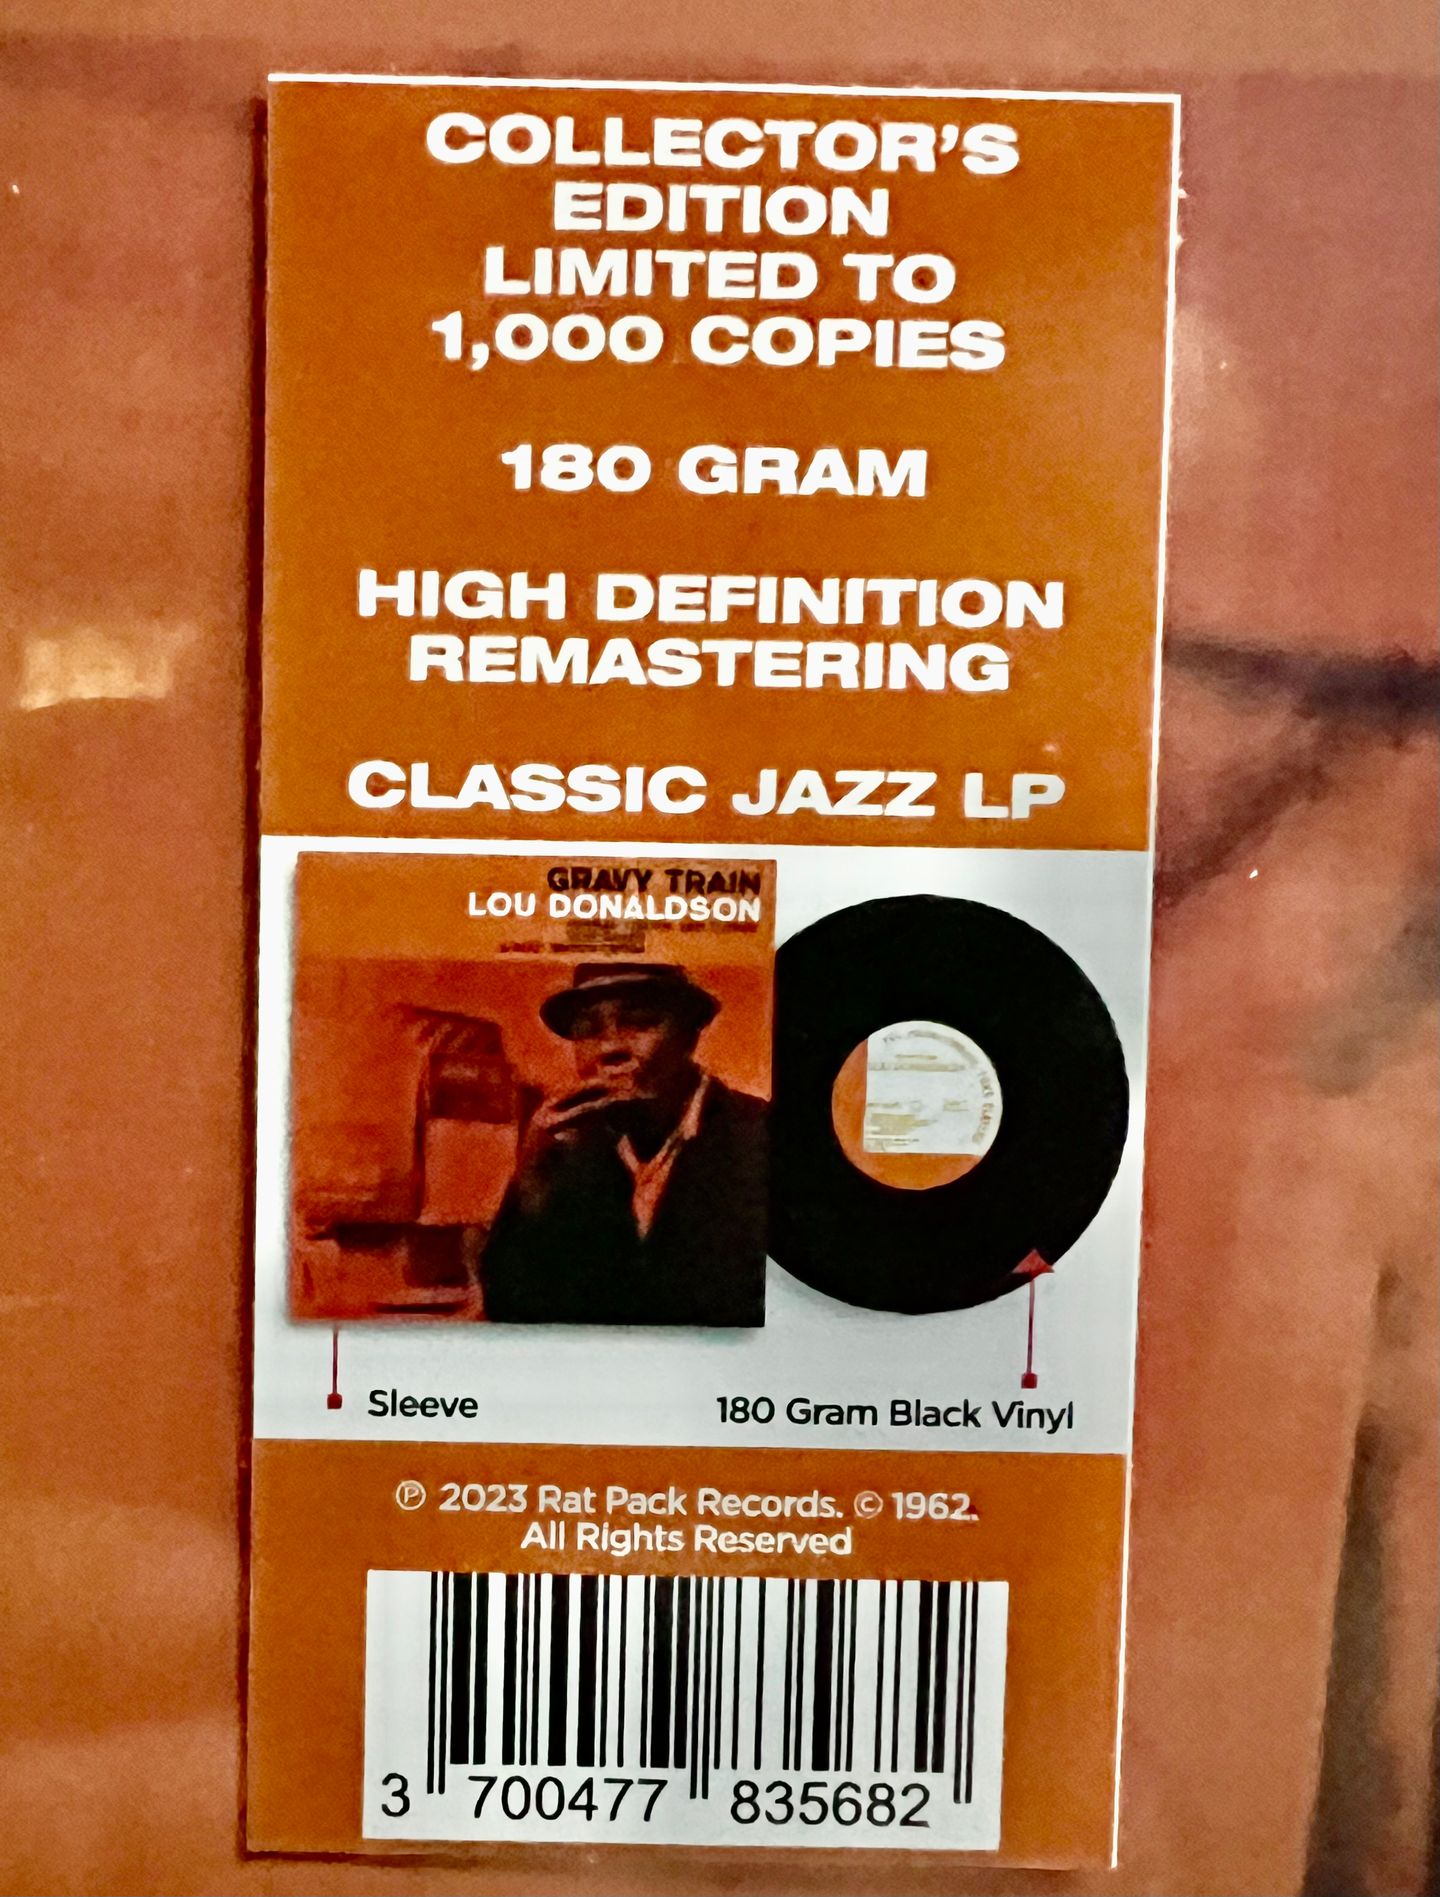 COLLECTOR'S
EDITION
LIMITED TO
1,000 COPIES
180 GRAM
HIGH DEFINITION
REMASTERING
CLASSIC JAZZ LP
GRAVY TRAIN
LOU DONALDSON
Sleeve
180 Gram Black Vinyl
℗ 2023 Rat Pack Records. © 1962.
All Rights Reserved
3 700477 835682